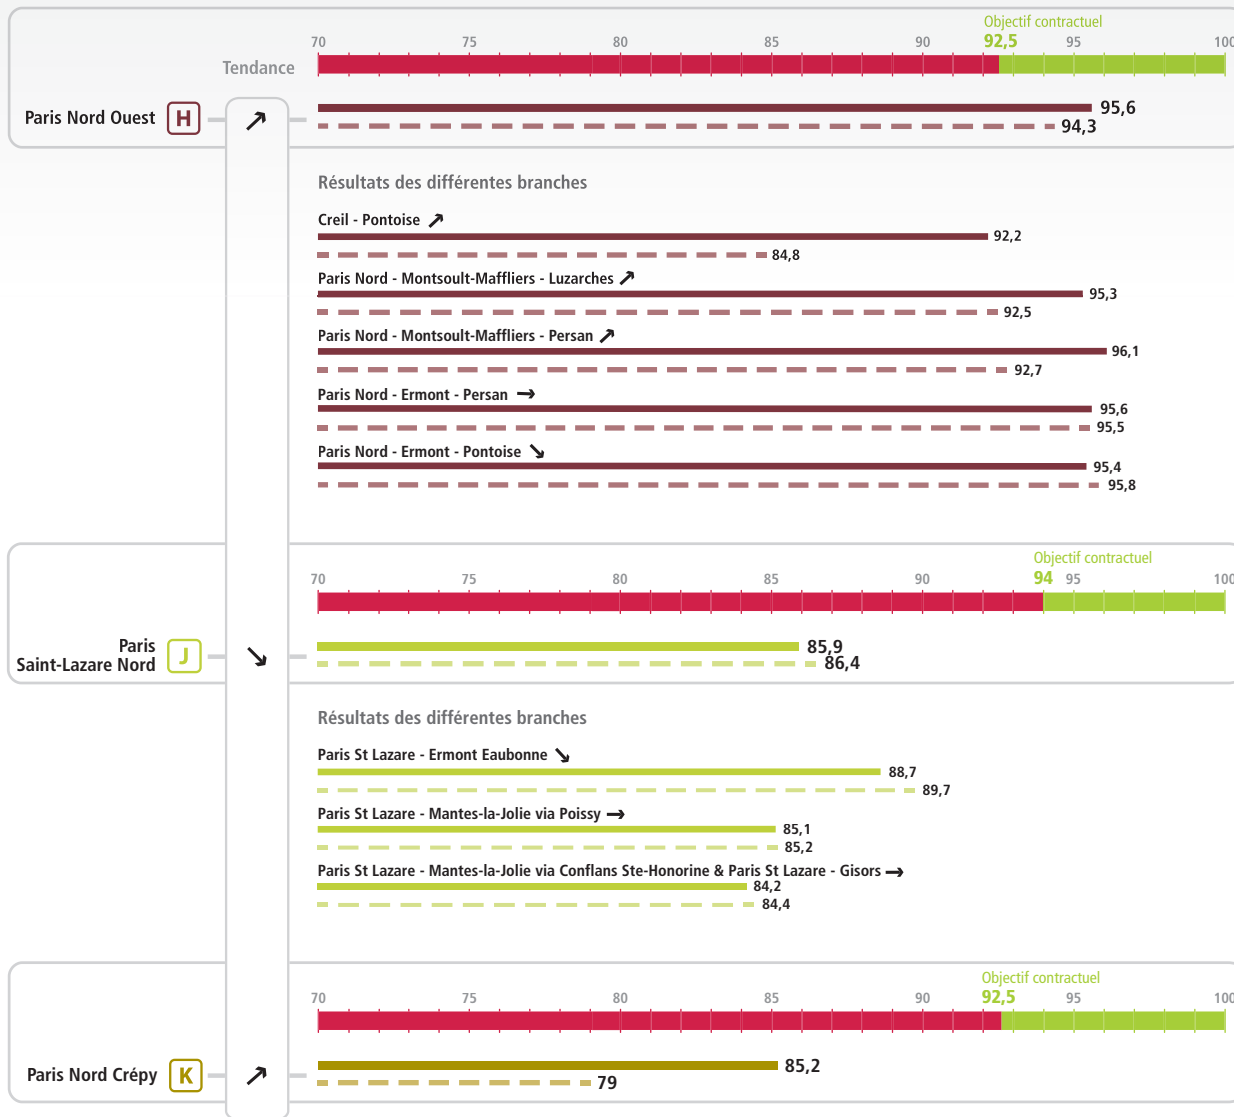 Objectif contractuel
70 75 80 85 90 92,5 95 100
Tendance
Paris Nord Ouest H ↗ 95,6
94,3
Résultats des différentes branches
Creil - Pontoise ↗
92,2
84,8
Paris Nord - Montsoult-Maffliers - Luzarches ↗
95,3
92,5
Paris Nord - Montsoult-Maffliers - Persan ↗
96,1
92,7
Paris Nord - Ermont - Persan →
95,6
95,5
Paris Nord - Ermont - Pontoise ↘
95,4
95,8
Objectif contractuel
70 75 80 85 90 94 95 100
Paris
Saint-Lazare Nord J ↘ 85,9
86,4
Résultats des différentes branches
Paris St Lazare - Ermont Eaubonne ↘
88,7
89,7
Paris St Lazare - Mantes-la-Jolie via Poissy →
85,1
85,2
Paris St Lazare - Mantes-la-Jolie via Conflans Ste-Honorine & Paris St Lazare - Gisors →
84,2
84,4
Objectif contractuel
70 75 80 85 90 92,5 95 100
Paris Nord Crépy K ↗ 85,2
79